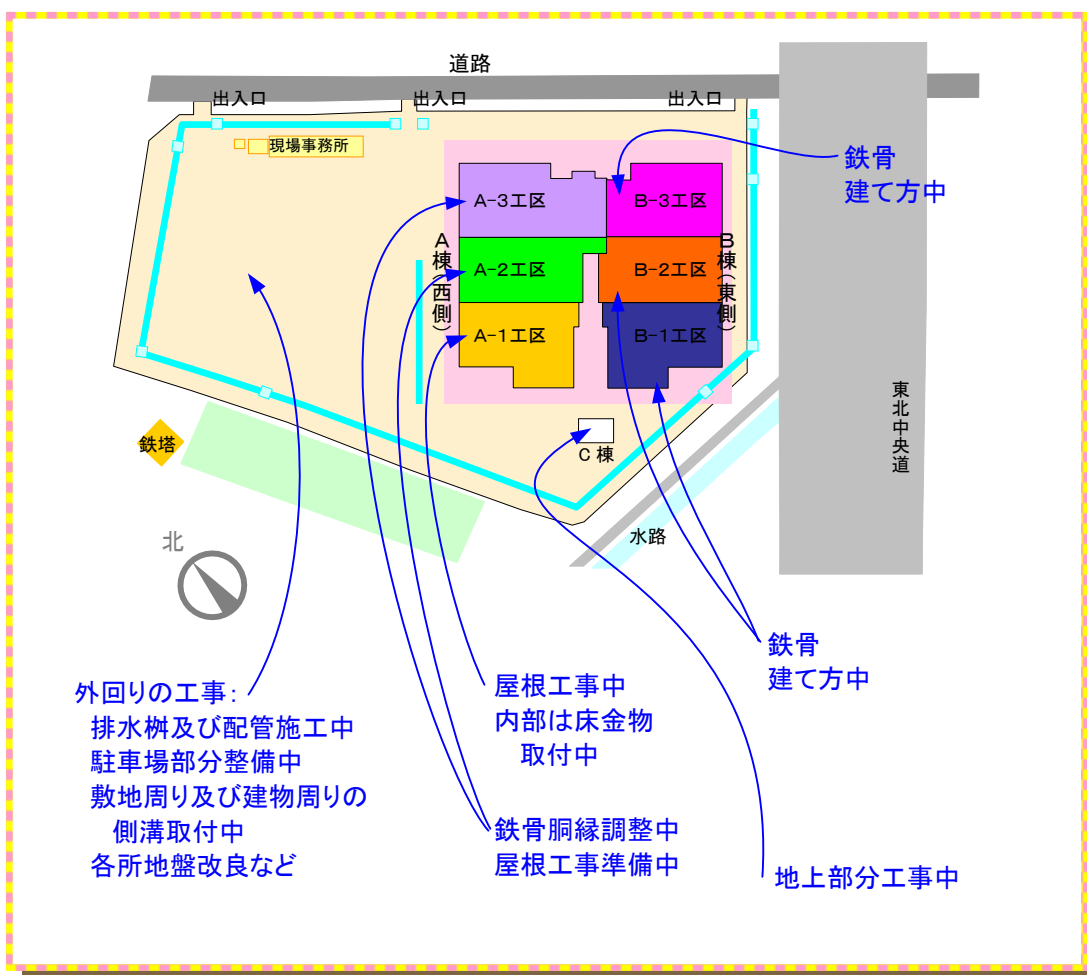 道路
出入口
出入口
出入口
現場事務所
鉄骨
建て方中
A-3工区
B-3工区
A棟(西側)
B棟(東側)
A-2工区
B-2工区
A-1工区
B-1工区
東北中央道
鉄塔
C棟
水路
北
鉄骨
建て方中
外回りの工事:
排水桝及び配管施工中
駐車場部分整備中
敷地周り及び建物周りの
側溝取付中
各所地盤改良など
屋根工事中
内部は床金物
取付中
鉄骨胴縁調整中
屋根工事準備中
地上部分工事中